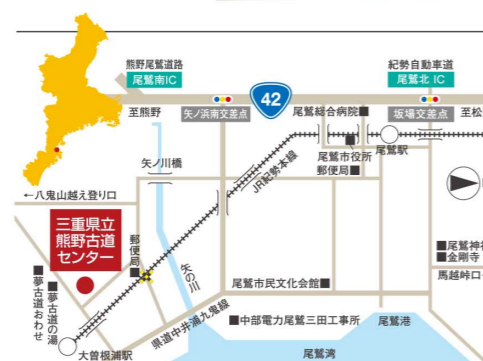 熊野尾鷲道路
尾鷲南IC
紀勢自動車道
尾鷲北 IC
至熊野
矢ノ浜南交差点
42
尾鷲総合病院■
坂場交差点
至松
尾鷲市役所
尾鷲駅
郵便局■
矢ノ川橋
JR紀勢本線
←八鬼山越え登り口
三重県立
熊野古道
センター
郵便局■
矢の川
■尾鷲神社
■金剛寺
馬越峠口
尾鷲市民文化会館■
■夢古道の湯
■夢古道おわせ
県道中井浦九鬼線
■中部電力尾鷲三田工事所
尾鷲港
大曽根浦駅
尾鷲湾